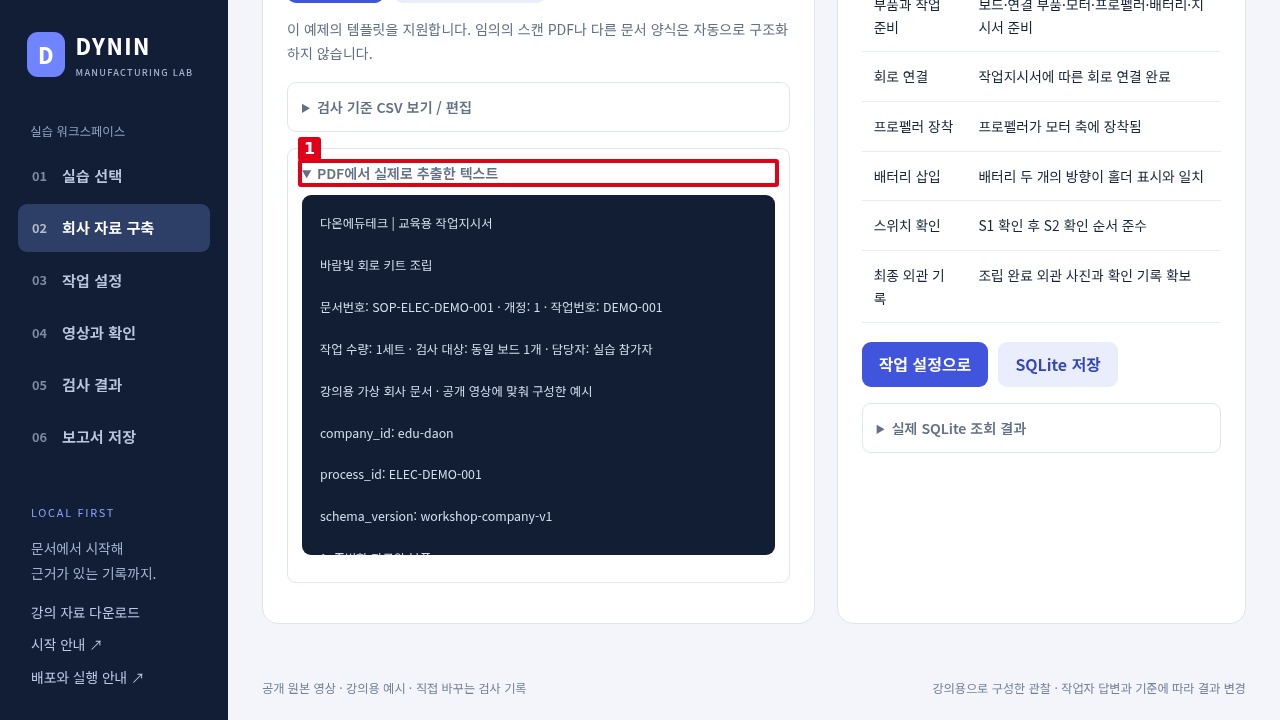 D
DYNIN
MANUFACTURING LAB
실습 워크스페이스
01 실습 선택
02 회사 자료 구축
03 작업 설정
04 영상과 확인
05 검사 결과
06 보고서 저장
LOCAL FIRST
문서에서 시작해
근거가 있는 기록까지.
강의 자료 다운로드
시작 안내 ↗
배포와 실행 안내 ↗
이 예제의 템플릿을 지원합니다. 임의의 스캔 PDF나 다른 문서 양식은 자동으로 구조화
하지 않습니다.
▶ 검사 기준 CSV 보기 / 편집
1
▼ PDF에서 실제로 추출한 텍스트
다온에듀테크 | 교육용 작업지시서
바람빛 회로 키트 조립
문서번호: SOP-ELEC-DEMO-001 · 개정: 1 · 작업번호: DEMO-001
작업 수량: 1세트 · 검사 대상: 동일 보드 1개 · 담당자: 실습 참가자
강의용 가상 회사 문서 · 공개 영상에 맞춰 구성한 예시
company_id: edu-daon
process_id: ELEC-DEMO-001
schema_version: workshop-company-v1
부품과 작업 보드·연결 부품·모터·프로펠러·배터리·지
준비 시서 준비
회로 연결 작업지시서에 따른 회로 연결 완료
프로펠러 장착 프로펠러가 모터 축에 장착됨
배터리 삽입 배터리 두 개의 방향이 홀더 표시와 일치
스위치 확인 S1 확인 후 S2 확인 순서 준수
최종 외관 기 조립 완료 외관 사진과 확인 기록 확보
록
작업 설정으로 SQLite 저장
▶ 실제 SQLite 조회 결과
공개 원본 영상 · 강의용 예시 · 직접 바꾸는 검사 기록
강의용으로 구성한 관찰 · 작업자 답변과 기준에 따라 결과 변경